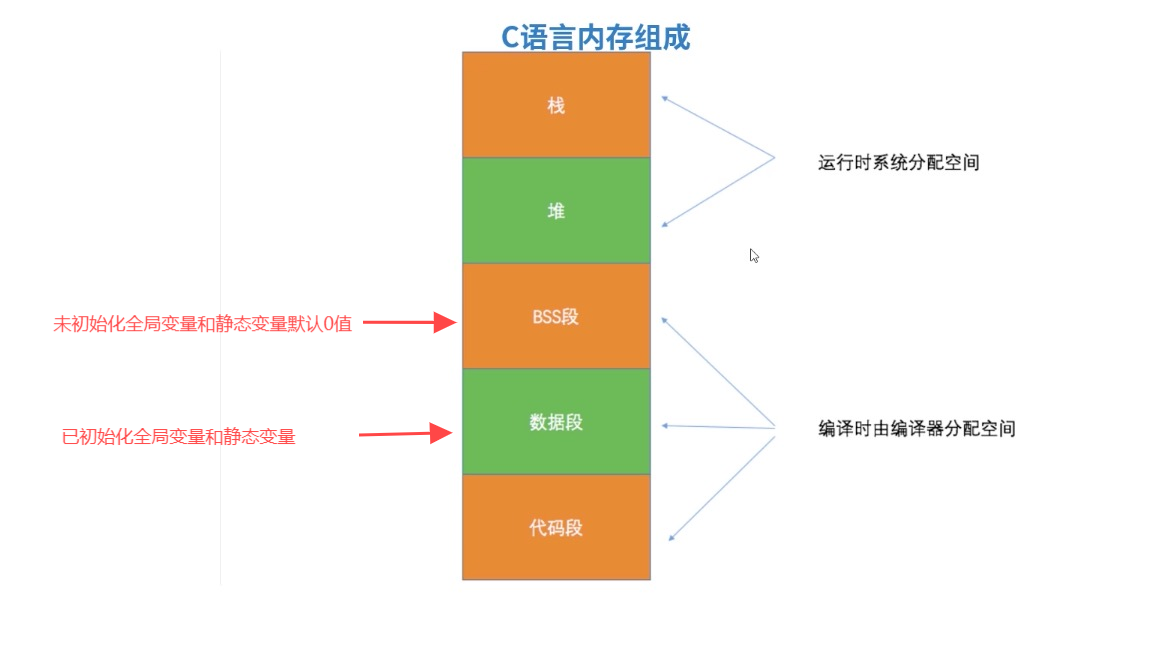 C语言内存组成
栈
运行时系统分配空间
堆
未初始化全局变量和静态变量默认0值
BSS段
已初始化全局变量和静态变量
数据段
编译时由编译器分配空间
代码段